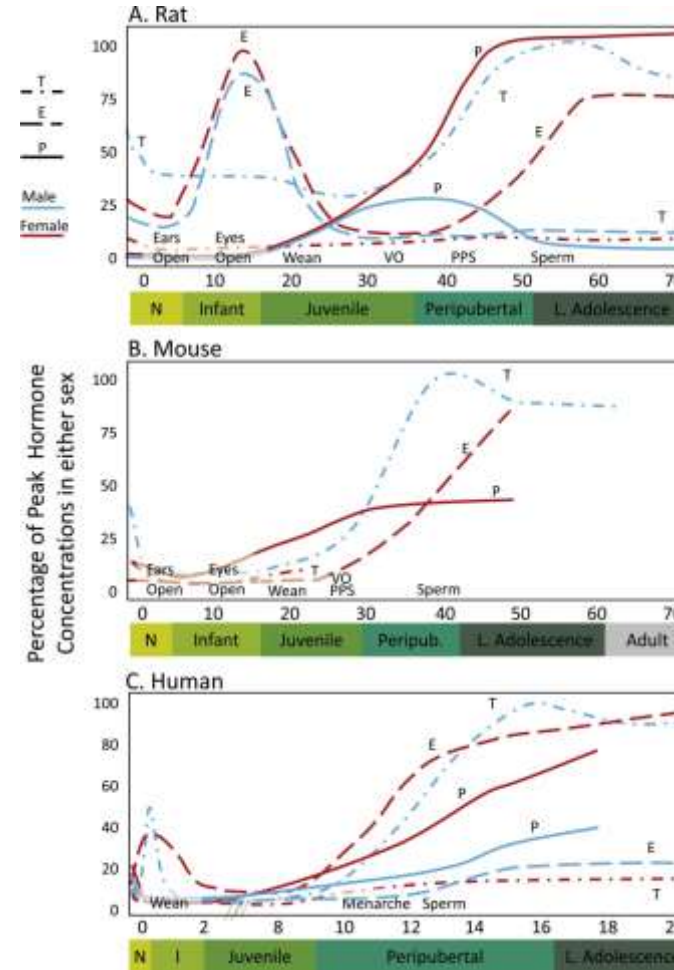 A. Rat
100
75
50
25
0
T
E
P
Male
Female
E
E
T
P
T
E
P
T
Ears
Open
Eyes
Open
Wean
VO
PPS
Sperm
0 10 20 30 40 50 60 70
N Infant Juvenile Peripubertal L. Adolescence
B. Mouse
Percentage of Peak Hormone
Concentrations in either sex
100
75
50
25
0
T
E
P
T
Ears
Open
Eyes
Open
Wean
VO
PPS
Sperm
0 10 20 30 40 50 60 70
N Infant Juvenile Peripub. L. Adolescence Adult
C. Human
100
80
60
40
20
0
T
E
P
P
E
T
Wean Menarche Sperm
0 2 8 10 12 14 16 18
N I Juvenile Peripubertal L. Adolescence